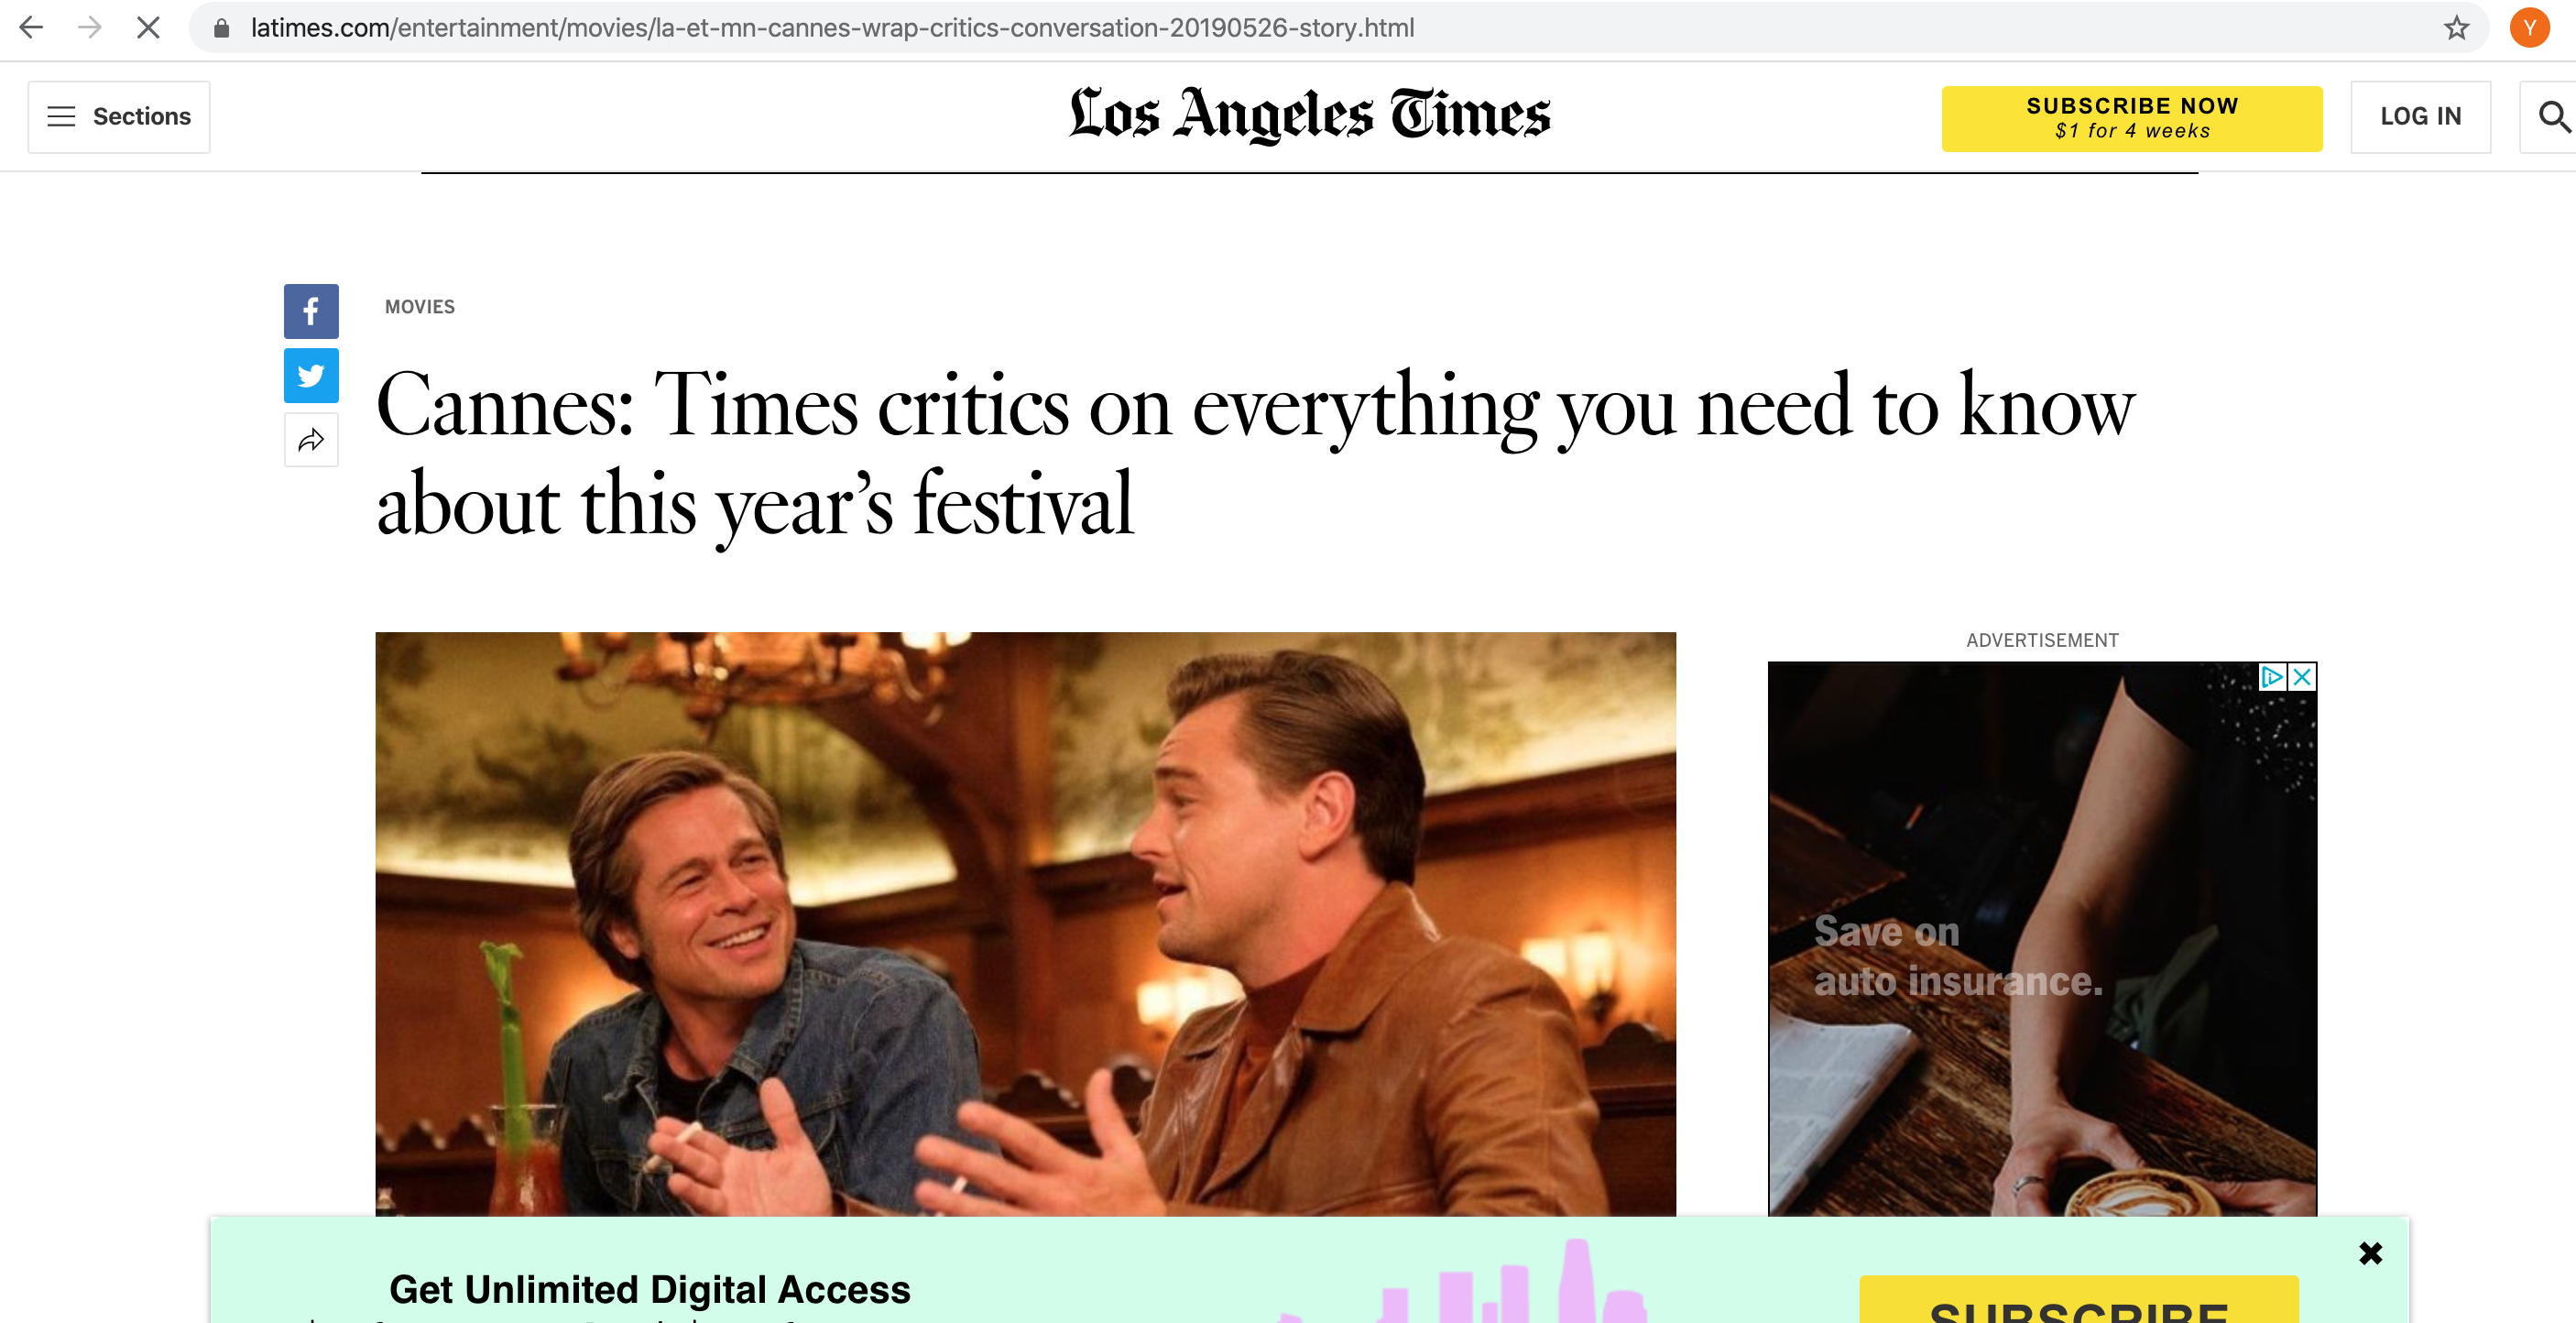 latimes.com/entertainment/movies/la-et-mn-cannes-wrap-critics-conversation-20190526-story.html
Y
Sections
Los Angeles Times
SUBSCRIBE NOW
$1 for 4 weeks
LOG IN
MOVIES
Cannes: Times critics on everything you need to know
about this year’s festival
ADVERTISEMENT
Save on
auto insurance.
Get Unlimited Digital Access
SUBSCRIBE